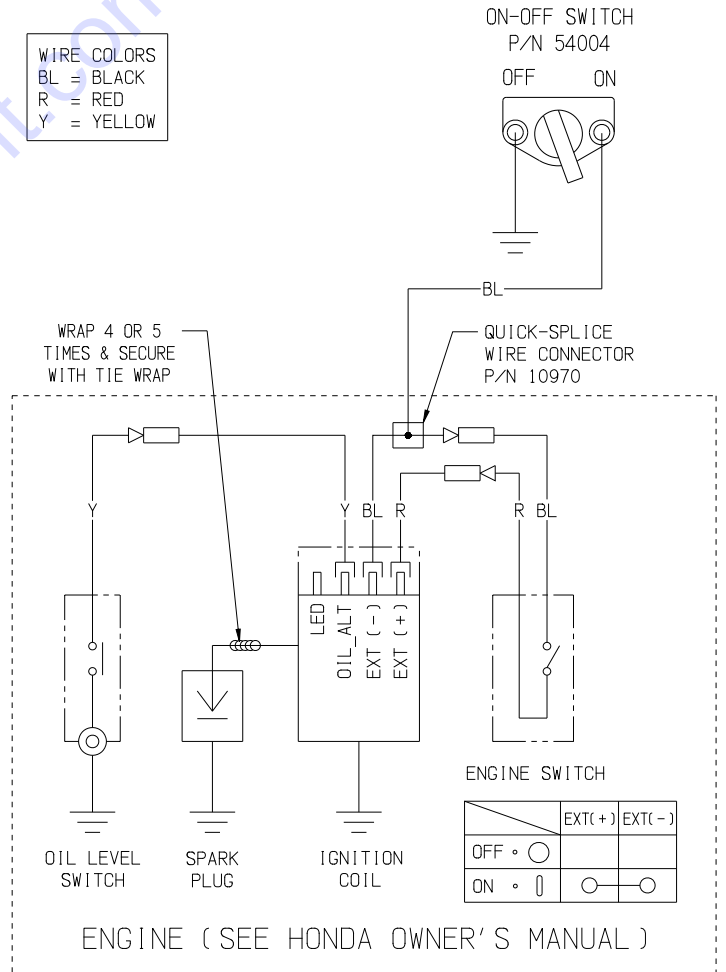 ON-OFF SWITCH
P/N 54004
OFF ON
WIRE COLORS
BL = BLACK
R = RED
Y = YELLOW
BL
WRAP 4 OR 5
TIMES & SECURE
WITH TIE WRAP
QUICK-SPLICE
WIRE CONNECTOR
P/N 10970
Y
Y BL R
R BL
LED
OIL_ALT
EXT (-)
EXT (+)
ENGINE SWITCH
EXT(+) EXT(-)
OFF
ON
OIL LEVEL
SWITCH
SPARK
PLUG
IGNITION
COIL
ENGINE (SEE HONDA OWNER'S MANUAL)